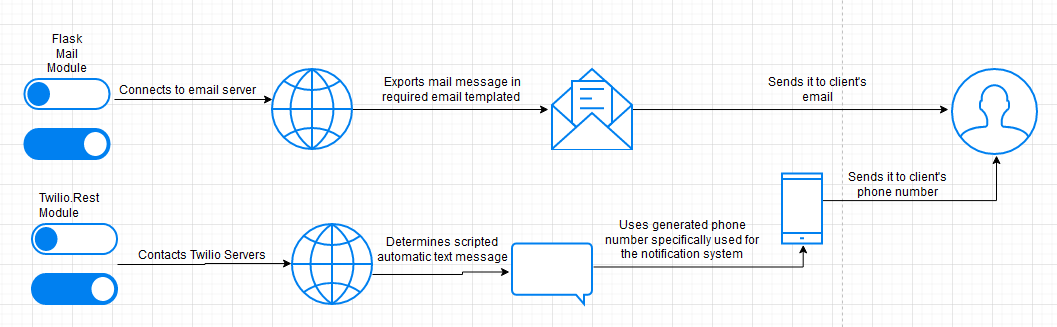 Flask
Mail
Module
Connects to email server
Exports mail message in
required email templated
Sends it to client's
email
Twilio.Rest
Module
Contacts Twilio Servers
Determines scripted
automatic text message
Uses generated phone
number specifically used for
the notification system
Sends it to client's
phone number